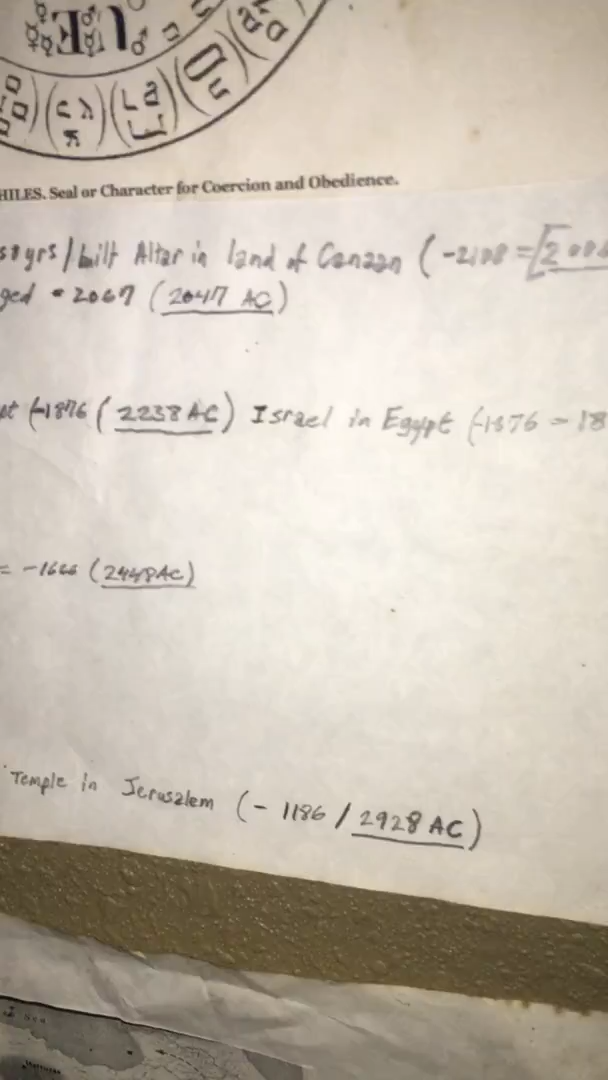 HILES. Seal or Character for Coercion and Obedience.
yrs / built Altar in land of Canaan (-2108 =
ged = 2067 (2047 AC)
pt (-1876 (2238 AC) Israel in Egypt (-1876 - 18
= -1666 (2448 AC)
Temple in Jerusalem (- 1186 / 2928 AC)